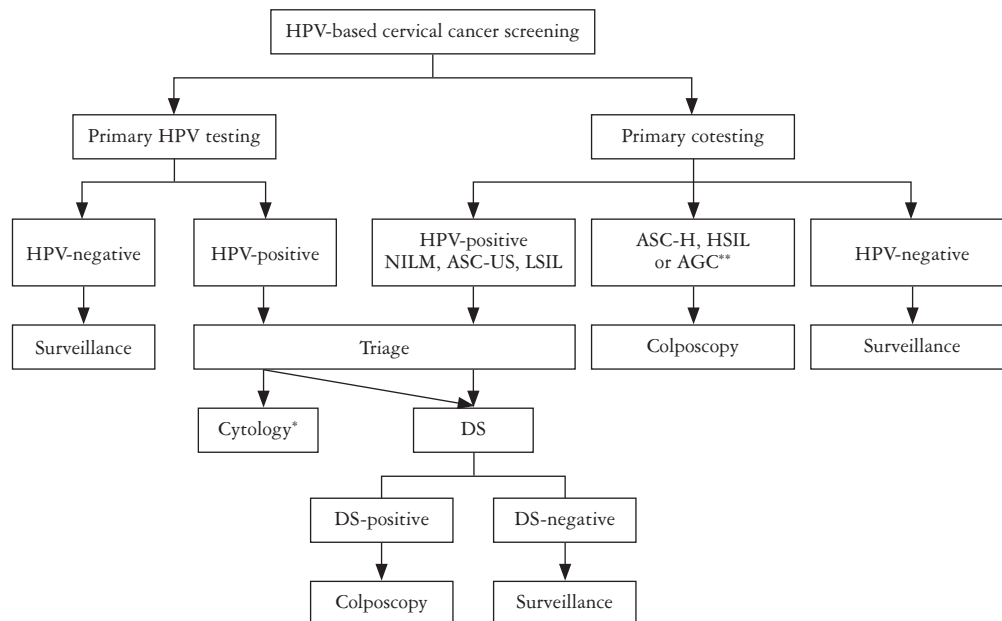 HPV-based cervical cancer screening
Primary HPV testing
Primary cotesting
HPV-negative
HPV-positive
HPV-positive
NILM, ASC-US, LSIL
ASC-H, HSIL
or AGC**
HPV-negative
Surveillance
Triage
Colposcopy
Surveillance
Cytology*
DS
DS-positive
DS-negative
Colposcopy
Surveillance